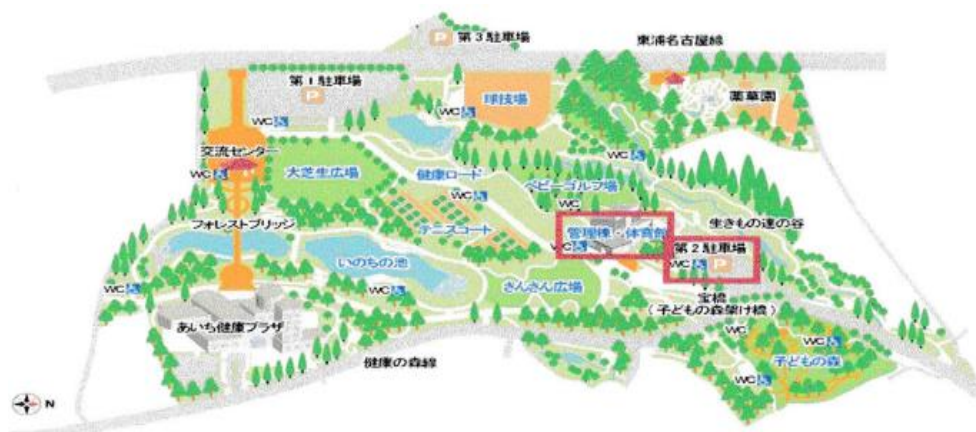 P 第3駐車場
東浦名古屋線
第1駐車場
P
球技場
薬草園
WC
WC
交流センター
WC
大芝生広場
健康ロード
WC
ベビーゴルフ場
WC
WC
フォレストブリッジ
テニスコート
管理棟・体育館
生きもの達の谷
WC
第2駐車場
WC P
いのちの池
WC
さんさん広場
WC
宝橋
(子どもの森架け橋)
あいち健康プラザ
WC
WC
子どもの森
健康の森線
WC
N